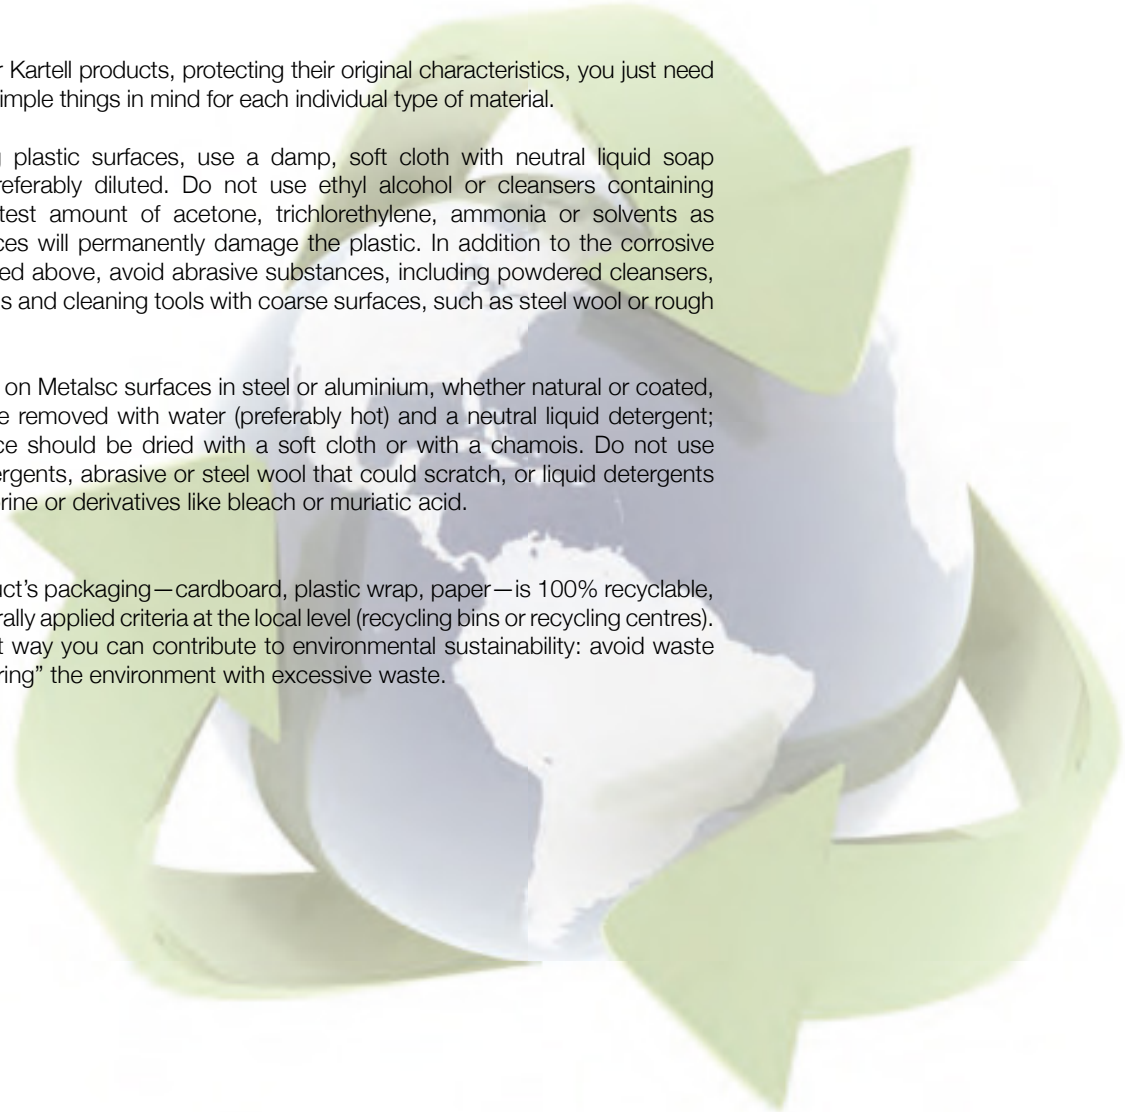 r Kartell products, protecting their original characteristics, you just need
simple things in mind for each individual type of material.
g plastic surfaces, use a damp, soft cloth with neutral liquid soap
referably diluted. Do not use ethyl alcohol or cleansers containing
test amount of acetone, trichlorethylene, ammonia or solvents as
ces will permanently damage the plastic. In addition to the corrosive
ed above, avoid abrasive substances, including powdered cleansers,
s and cleaning tools with coarse surfaces, such as steel wool or rough
on Metalsc surfaces in steel or aluminium, whether natural or coated,
e removed with water (preferably hot) and a neutral liquid detergent;
ce should be dried with a soft cloth or with a chamois. Do not use
ergents, abrasive or steel wool that could scratch, or liquid detergents
orine or derivatives like bleach or muriatic acid.
uct’s packaging—cardboard, plastic wrap, paper—is 100% recyclable,
rally applied criteria at the local level (recycling bins or recycling centres).
t way you can contribute to environmental sustainability: avoid waste
ring” the environment with excessive waste.